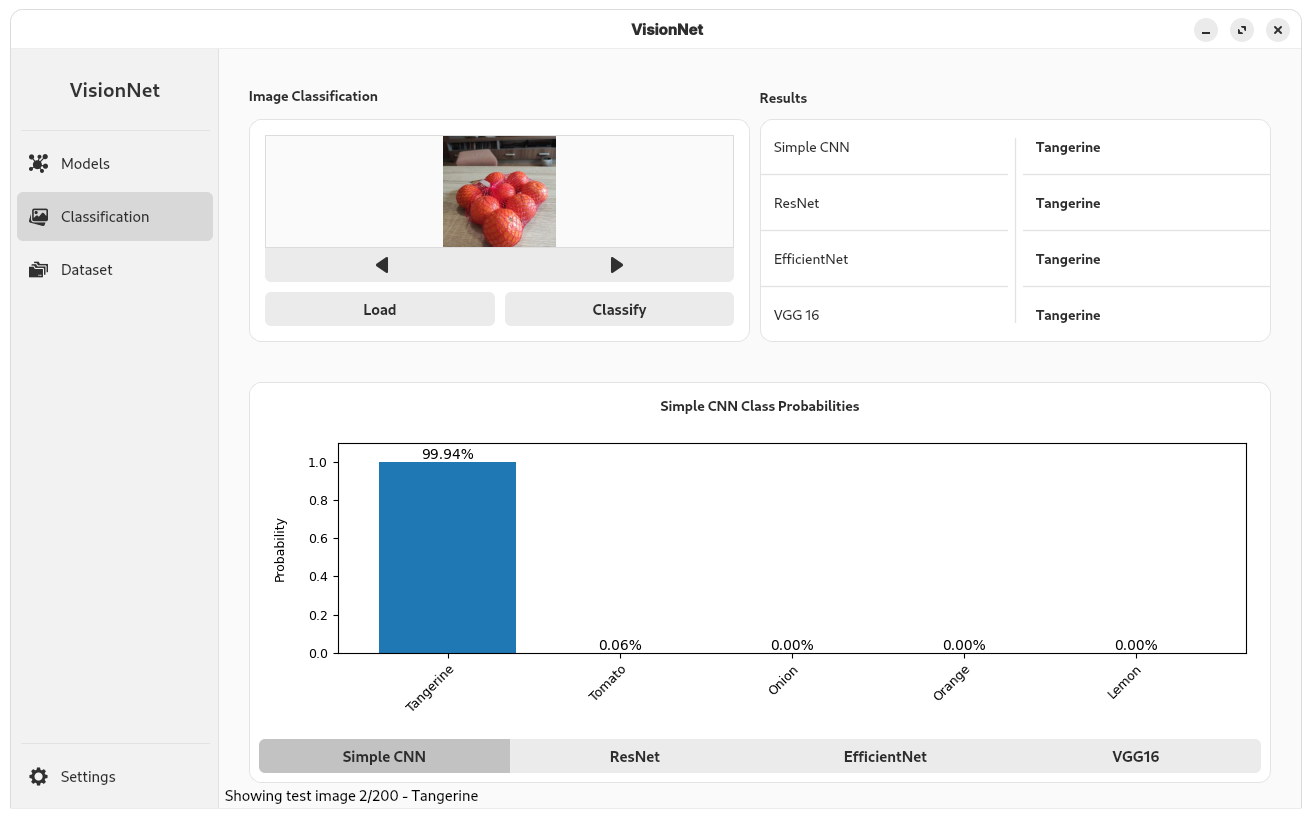 VisionNet
VisionNet
Models
Classification
Dataset
Settings
Image Classification
Load
Classify
Results
Simple CNN Tangerine
ResNet Tangerine
EfficientNet Tangerine
VGG 16 Tangerine
Simple CNN Class Probabilities
Probability
1.0
0.8
0.6
0.4
0.2
0.0
99.94% 0.06% 0.00% 0.00% 0.00%
Tangerine Tomato Onion Orange Lemon
Simple CNN ResNet EfficientNet VGG16
Showing test image 2/200 - Tangerine